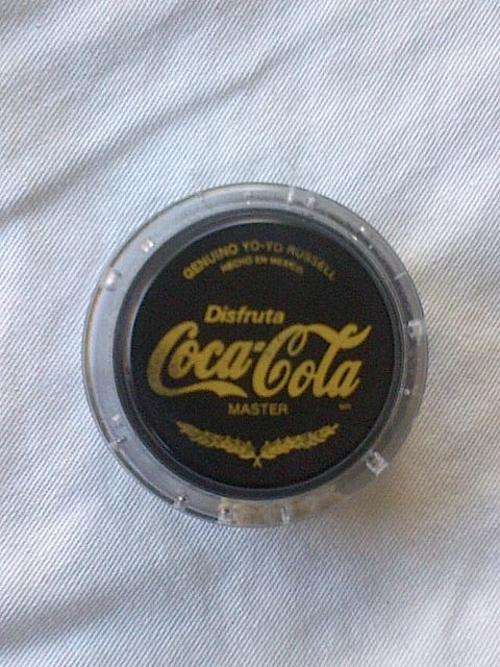 GENUINO YO-YO RUSSELL
HECHO EN MEXICO
Disfruta
Coca-Cola
MASTER